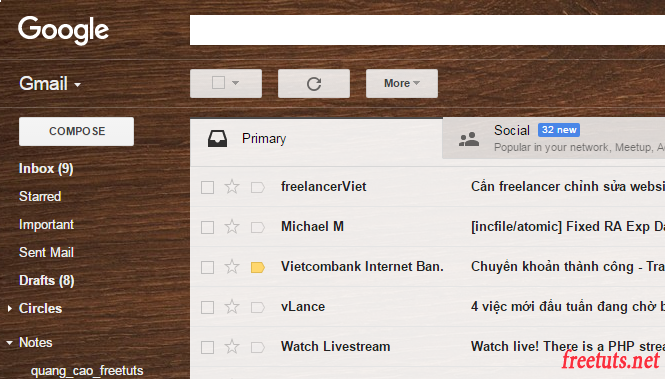 Google
Gmail
More
COMPOSE
Primary
Social 32 new
Popular in your network, Meetup,
Inbox (9)
Starred
Important
Sent Mail
Drafts (8)
Circles
Notes
quang_cao_freetuts
freelancerViet Cần freelancer chỉnh sửa websi
Michael M [incfile/atomic] Fixed RA Exp Da
Vietcombank Internet Ban. Chuyển khoản thành công - Tra
vLance 4 việc mới đầu tuần đang chờ b
Watch Livestream Watch live! There is a PHP strea
freetuts.net